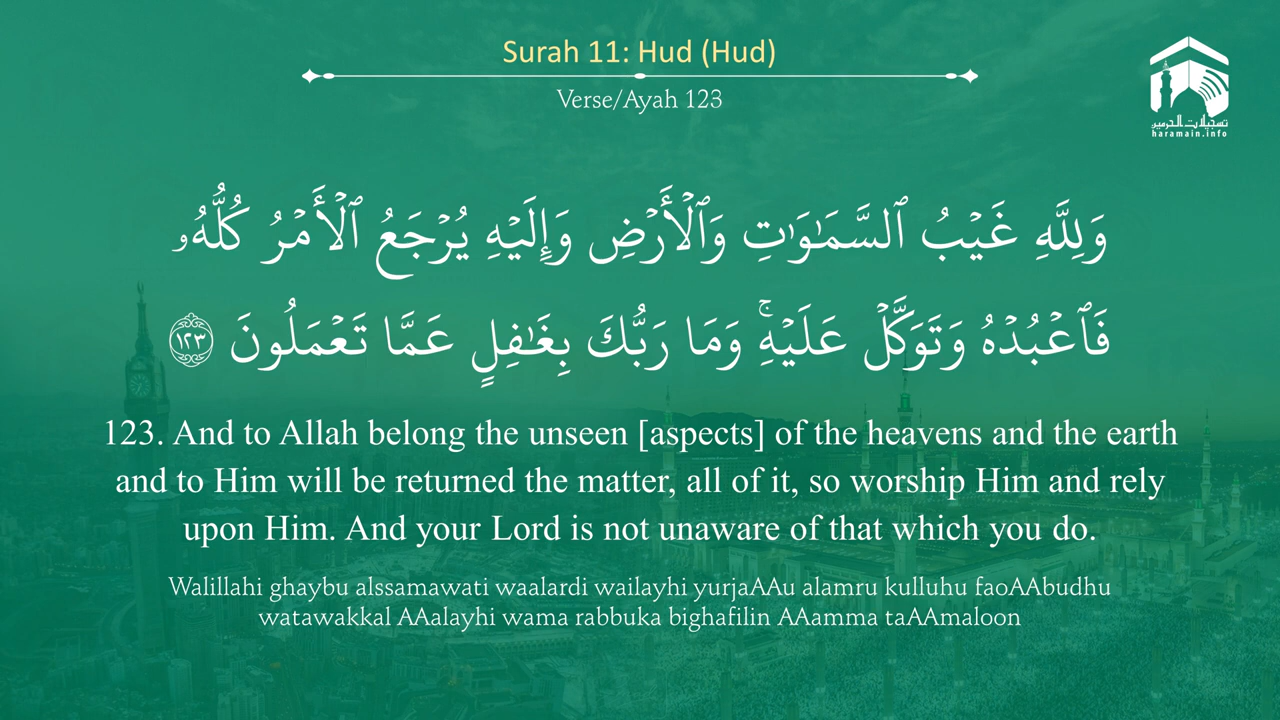 Surah 11: Hud (Hud)
Verse/Ayah 123
تسجيلات الحرمين
haramain.info
وَلِلَّهِ غَيۡبُ ٱلسَّمَٰوَٰتِ وَٱلۡأَرۡضِ وَإِلَيۡهِ يُرۡجَعُ ٱلۡأَمۡرُ كُلُّهُۥ
فَٱعۡبُدۡهُ وَتَوَكَّلۡ عَلَيۡهِۚ وَمَا رَبُّكَ بِغَٰفِلٍ عَمَّا تَعۡمَلُونَ ١٢٣
123. And to Allah belong the unseen [aspects] of the heavens and the earth
and to Him will be returned the matter, all of it, so worship Him and rely
upon Him. And your Lord is not unaware of that which you do.
Walillahi ghaybu alssamawati waalardi wailayhi yurjaAAu alamru kulluhu faoAAbudhu
watawakkal AAalayhi wama rabbuka bighafilin AAamma taAAmaloon